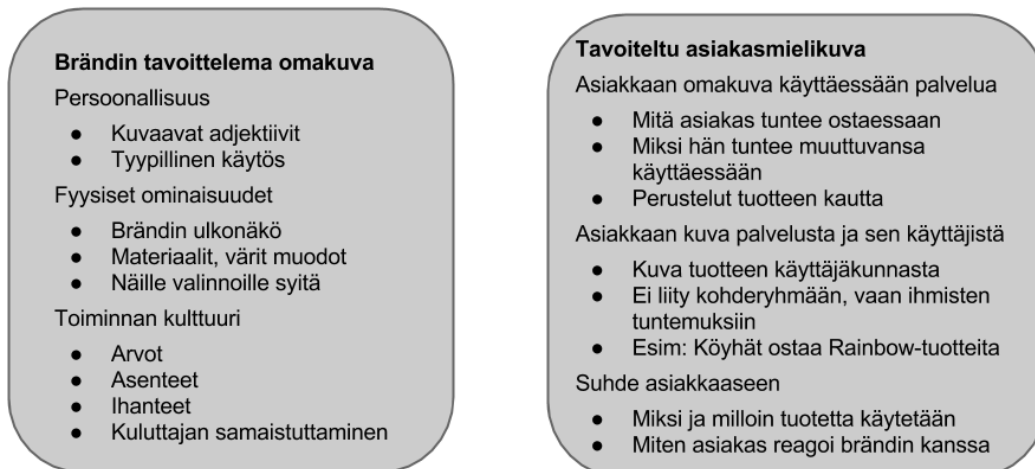 Brändin tavoittelema omakuva
Persoonallisuus
● Kuvaavat adjektiivit
● Tyypillinen käytös
Fyysiset ominaisuudet
● Brändin ulkonäkö
● Materiaalit, värit muodot
● Näille valinnoille syitä
Toiminnan kulttuuri
● Arvot
● Asenteet
● Ihanteet
● Kuluttajan samaistuttaminen
Tavoiteltu asiakasmielikuva
Asiakkaan omakuva käyttäessään palvelua
● Mitä asiakas tuntee ostaessaan
● Miksi hän tuntee muuttuvansa
käyttäessään
● Perustelut tuotteen kautta
Asiakkaan kuva palvelusta ja sen käyttäjistä
● Kuva tuotteen käyttäjäkunnasta
● Ei liity kohderyhmään, vaan ihmisten
tuntemuksiin
● Esim: Köyhät ostaa Rainbow-tuotteita
Suhde asiakkaaseen
● Miksi ja milloin tuotetta käytetään
● Miten asiakas reagoi brändin kanssa